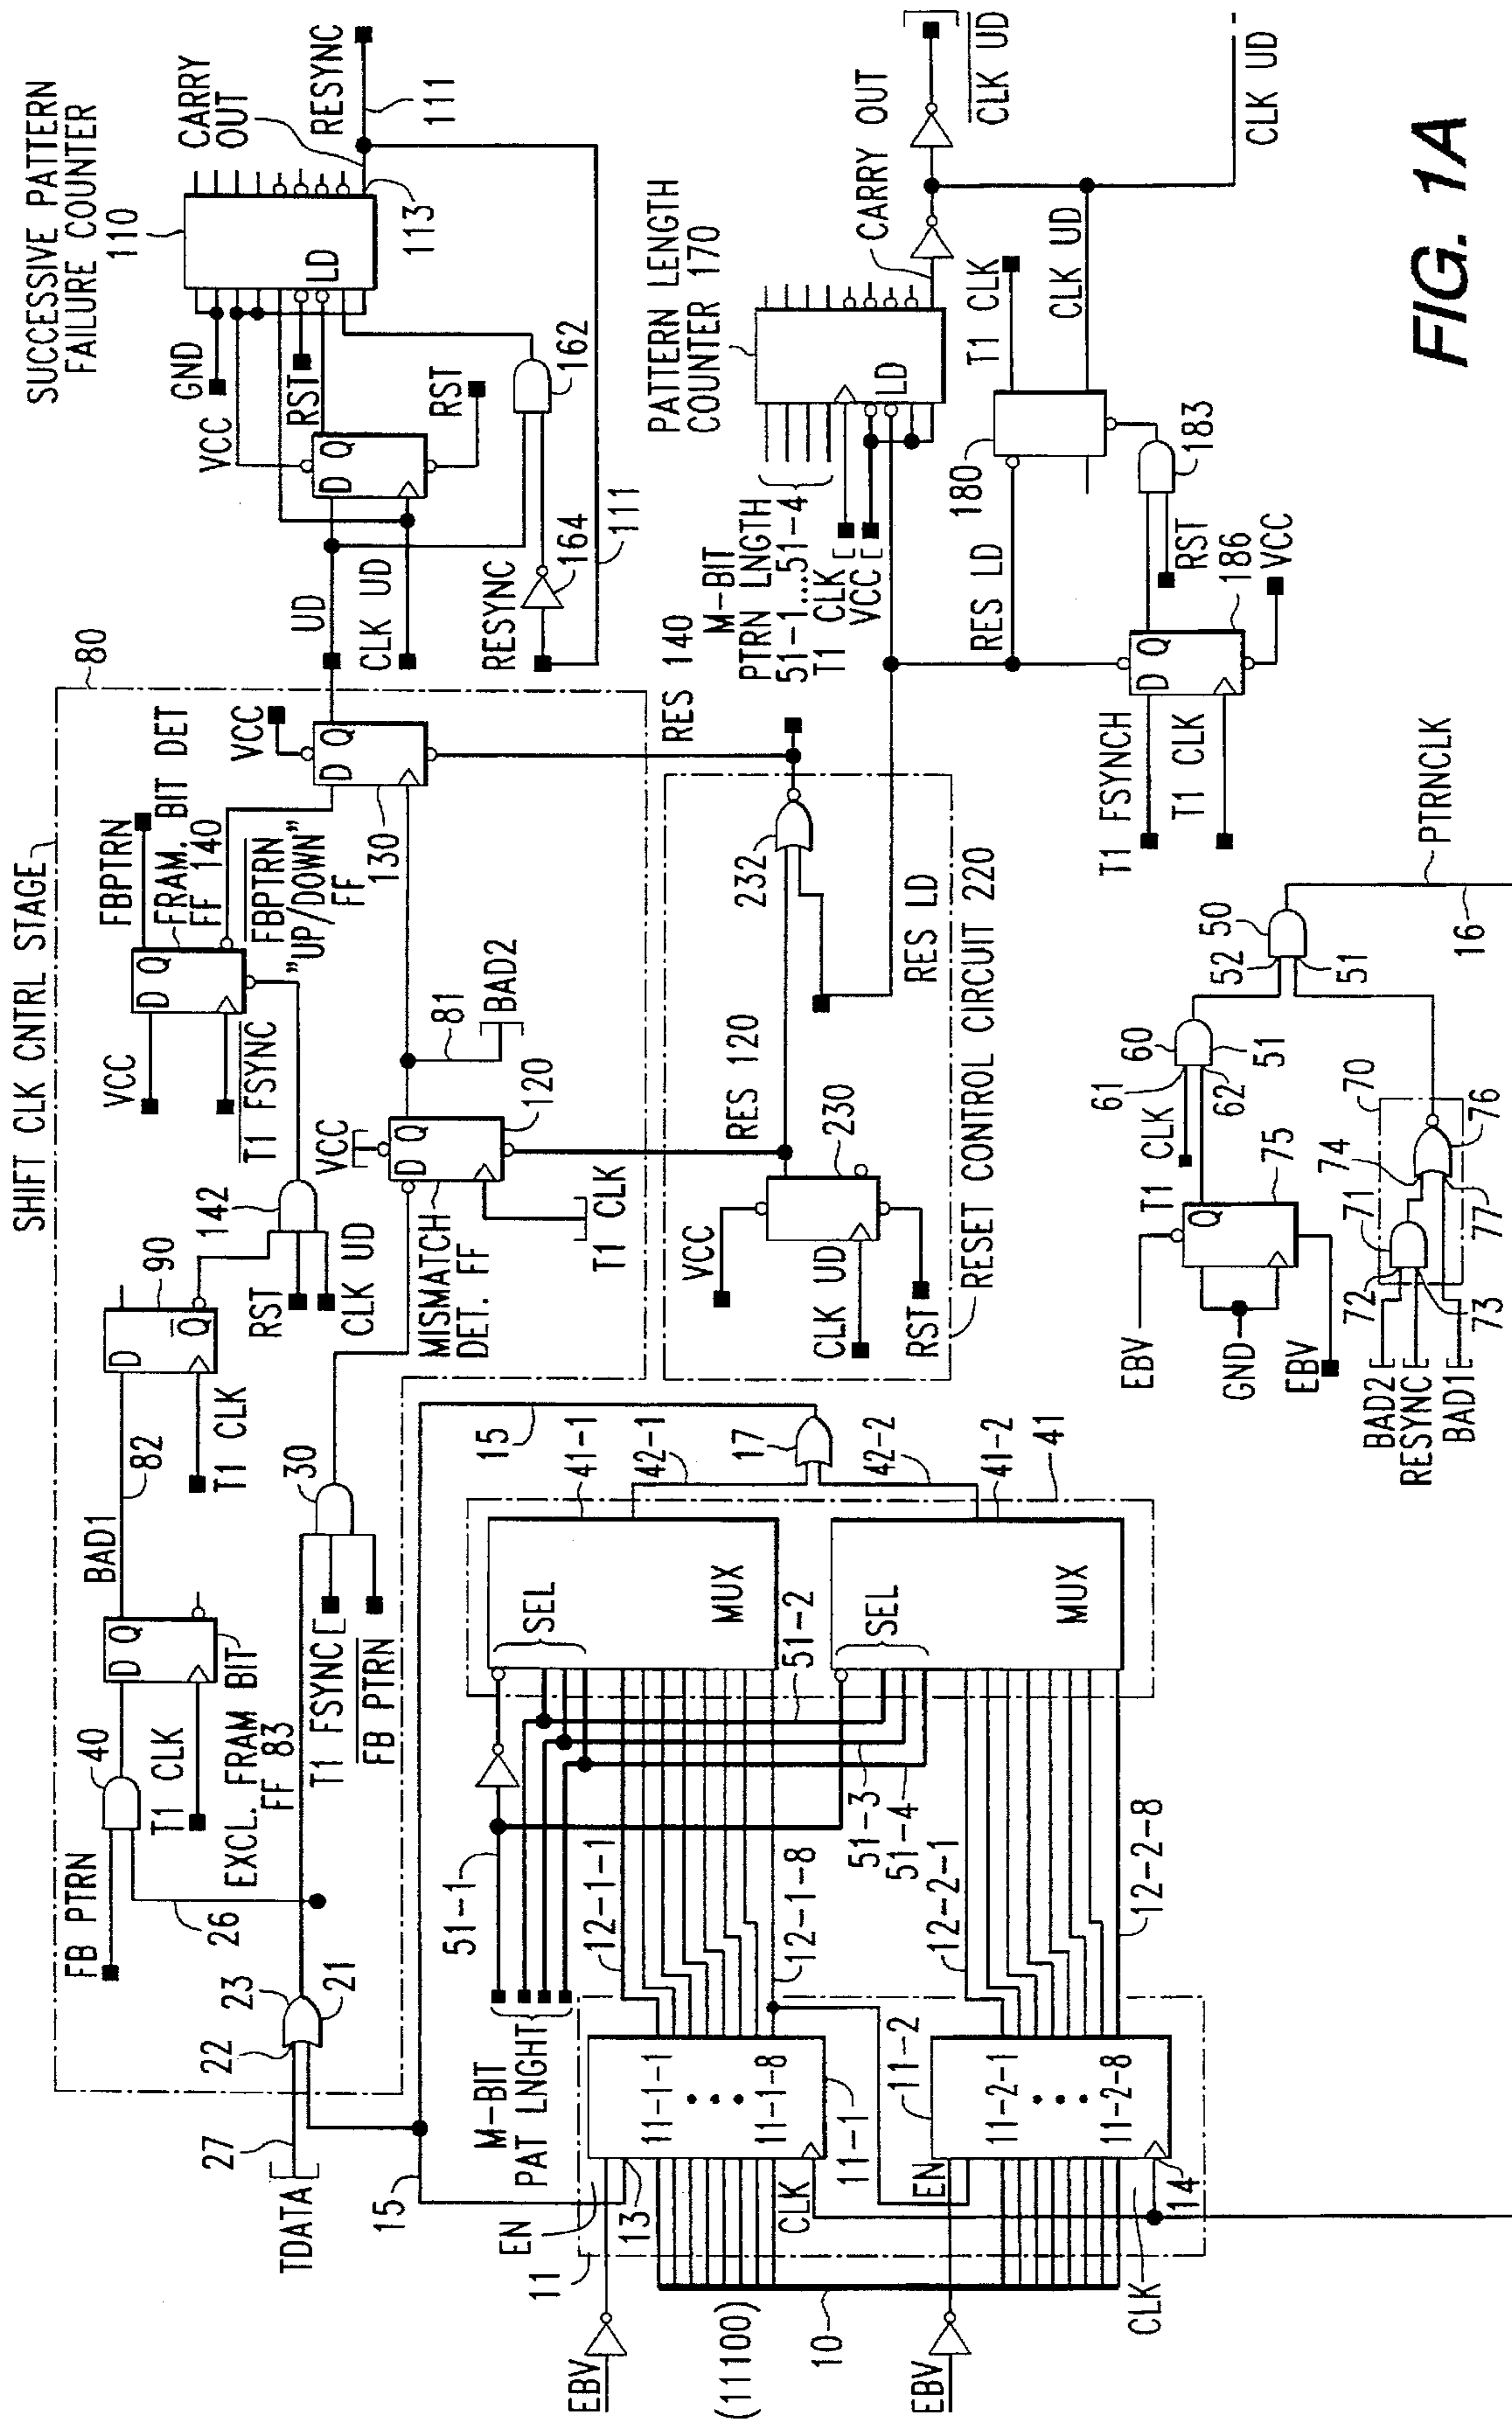 SHIFT CLK CNTRL STAGE
80
SUCCESSIVE PATTERN
FAILURE COUNTER
110
CARRY
OUT
RESYNC
111
113
LD
GND
VCC
RST
D Q
RST
162
164
111
UD
CLK UD
RESYNC
FB PTRN
40
26
T1 CLK
D Q
EXCL. FRAM BIT
FF 83
BAD1
82
D
Q
90
T1 CLK
142
RST
CLK UD
VCC
T1 FSYNC
D Q
FBPTRN
FRAM. BIT DET
FF 140
FBPTRN
"UP/DOWN"
FF
130
VCC
D Q
TDATA
27
22
23
21
30
T1 FSYNC
FB PTRN
MISMATCH
DET. FF
VCC
D Q
120
T1 CLK
81
BAD2
RES 140
RES 120
232
VCC
230
CLK UD
RST
RES LD
RESET CONTROL CIRCUIT 220
15
15
M-BIT
PAT LNGHT
51-1
SEL
MUX
41-1
42-1
17
42-2
41-2
41
SEL
MUX
51-2
51-3
51-4
12-1-1
12-1-8
12-2-1
12-2-8
EN
11
13
11-1-1
11-1-8
CLK
11-1
11-2
EN
11-2-1
11-2-8
14
CLK
EBV
(11100)
10
EBV
PATTERN LENGTH
COUNTER 170
M-BIT
PTRN LNGTH
51-1...51-4
T1 CLK
VCC
LD
CARRY OUT
CLK UD
T1 CLK
180
CLK UD
CLK UD
RES LD
183
RST
186
VCC
D Q
T1 FSYNCH
T1 CLK
EBV
GND
EBV
Q
75
T1 CLK
61
62
60
51
52
50
51
16
PTRNCLK
70
71
72
73
74
76
77
BAD2
RESYNC
BAD1
FIG. 1A